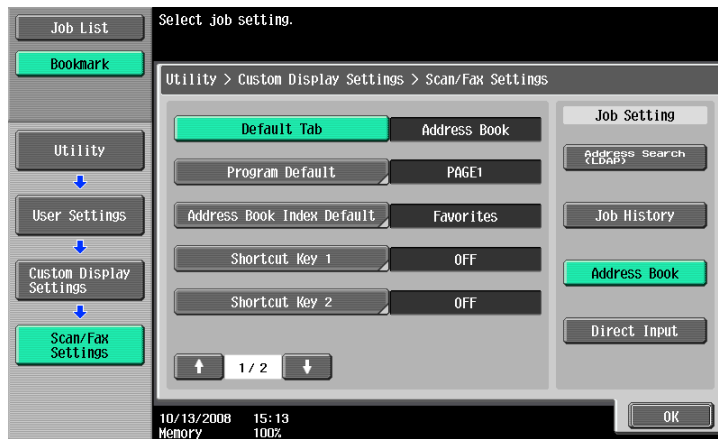 Job List
Bookmark
Utility
User Settings
Custom Display
Settings
Scan/Fax
Settings
Select job setting.
Utility > Custom Display Settings > Scan/Fax Settings
Default Tab
Address Book
Program Default
PAGE1
Address Book Index Default
Favorites
Shortcut Key 1
OFF
Shortcut Key 2
OFF
1/ 2
Job Setting
Address Search
(LDAP)
Job History
Address Book
Direct Input
10/13/2008 15:13
Memory 100%
OK